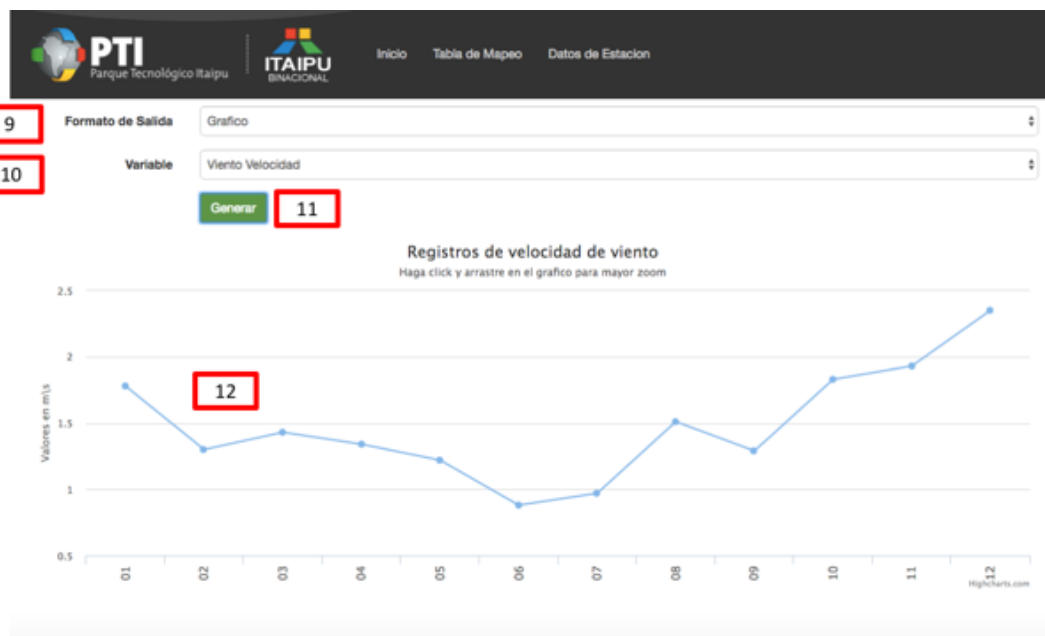 PTI
Parque Tecnológico Itaipu
ITAIPU
BINACIONAL
Inicio Tabla de Mapeo Datos de Estacion
9 Formato de Salida Grafico
10 Variable Viento Velocidad
Generar 11
Registros de velocidad de viento
Haga click y arrastre en el grafico para mayor zoom
Valores en m\s
2.5
2
1.5
1
0.5
12
01 02 03 04 05 06 07 08 09 10 11 12
Highcharts.com